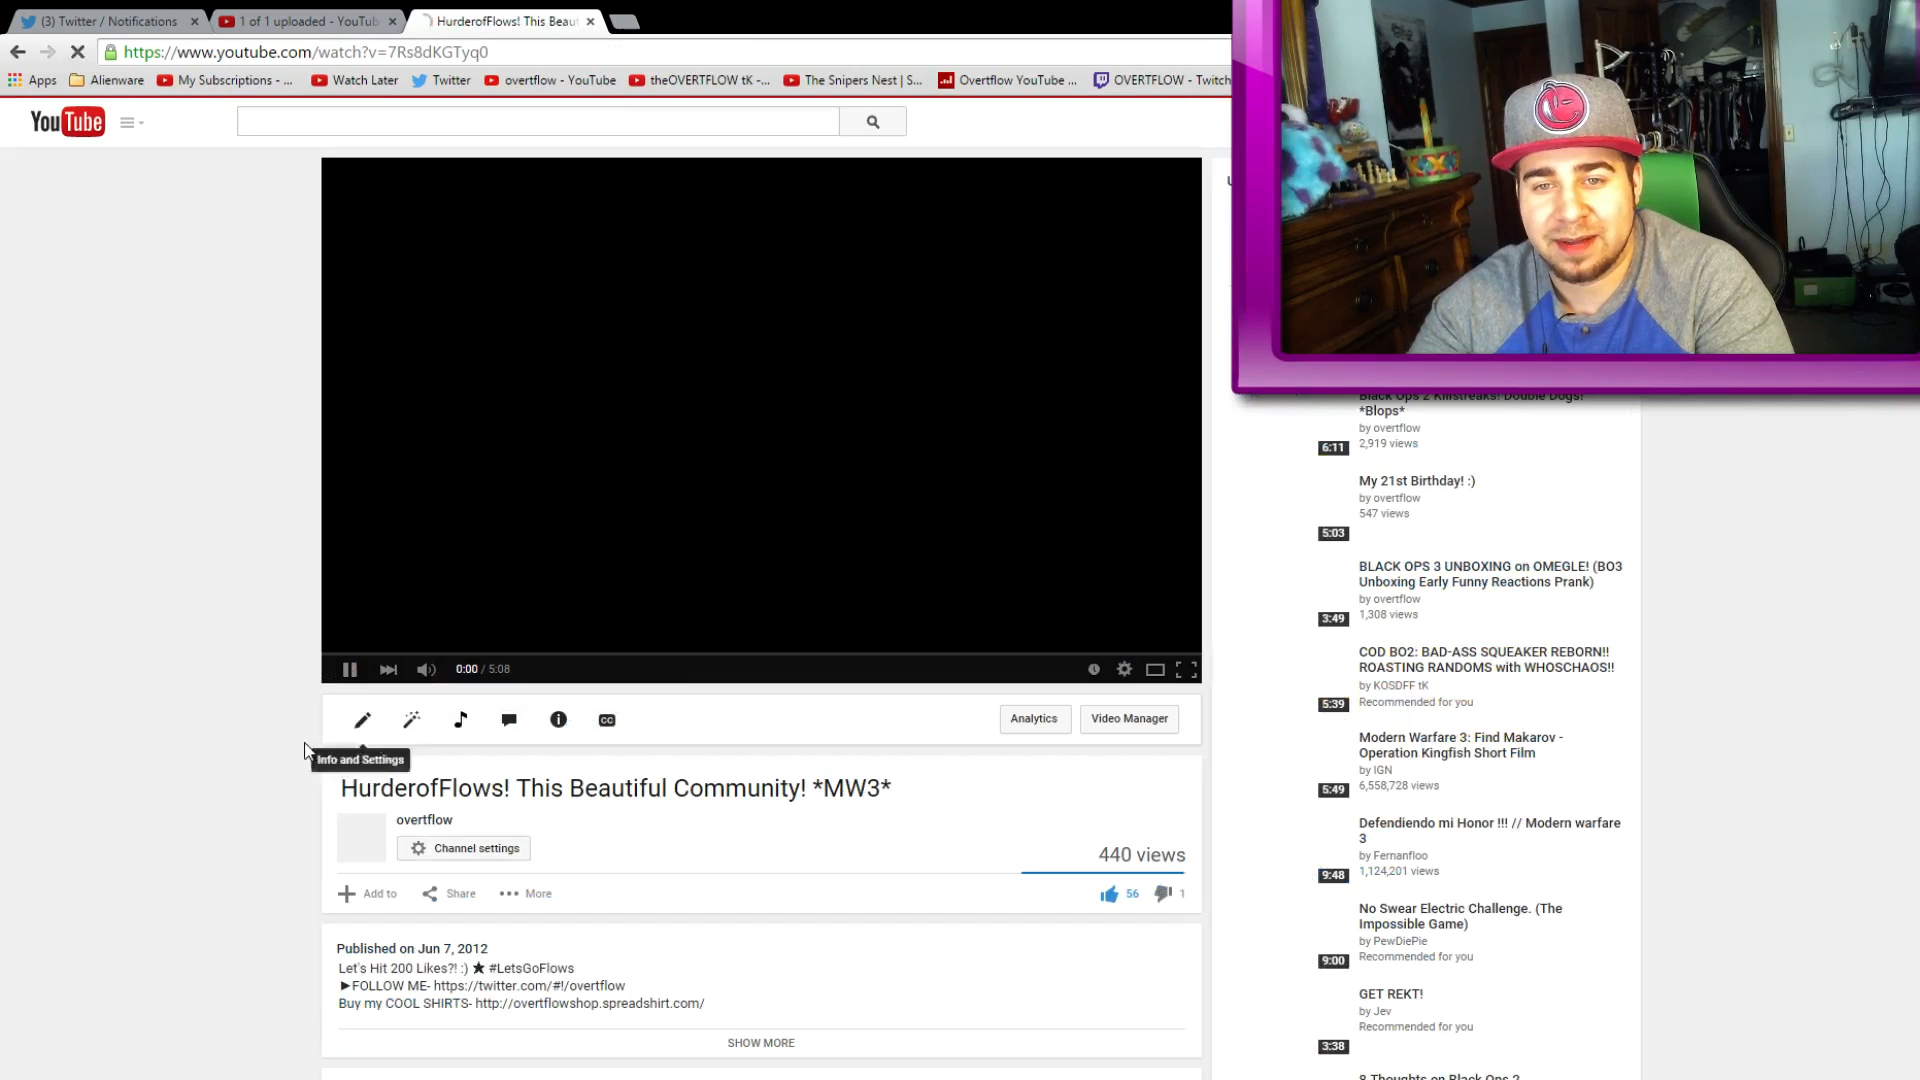 (3) Twitter / Notifications
1 of 1 uploaded - YouTub
HurderofFlows! This Beaut
https://www.youtube.com/watch?v=7Rs8dKGTyq0
Apps
Alienware
My Subscriptions - ...
Watch Later
Twitter
overtflow - YouTube
theOVERTFLOW tK -...
The Snipers Nest | S...
Overtflow YouTube ...
OVERTFLOW - Twitch
YouTube
0:00 / 5:08
cc
Analytics
Video Manager
Info and Settings
HurderofFlows! This Beautiful Community! *MW3*
overtflow
Channel settings
440 views
Add to
Share
More
56
1
Published on Jun 7, 2012
Let's Hit 200 Likes?! :) ★ #LetsGoFlows
►FOLLOW ME- https://twitter.com/#!/overtflow
Buy my COOL SHIRTS- http://overtflowshop.spreadshirt.com/
SHOW MORE
Black Ops 2 Killstreaks! Double Dogs!
*Blops*
by overtflow
2,919 views
6:11
My 21st Birthday! :)
by overtflow
547 views
5:03
BLACK OPS 3 UNBOXING on OMEGLE! (BO3
Unboxing Early Funny Reactions Prank)
by overtflow
1,308 views
3:49
COD BO2: BAD-ASS SQUEAKER REBORN!!
ROASTING RANDOMS with WHOSCHAOS!!
by KOSDFF tK
Recommended for you
5:39
Modern Warfare 3: Find Makarov -
Operation Kingfish Short Film
by IGN
6,558,728 views
5:49
Defendiendo mi Honor !!! // Modern warfare
3
by Fernanfloo
1,124,201 views
9:48
No Swear Electric Challenge. (The
Impossible Game)
by PewDiePie
Recommended for you
9:00
GET REKT!
by Jev
Recommended for you
3:38
8 Thoughts on Black Ops 2